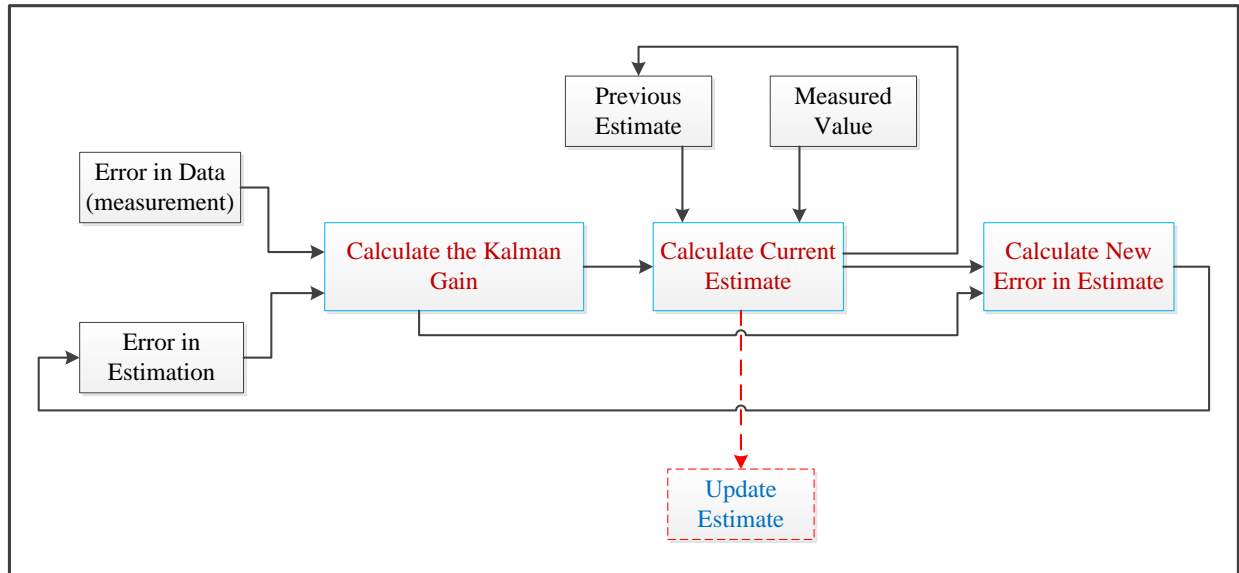 Previous
Estimate
Measured
Value
Error in Data
(measurement)
Calculate the Kalman
Gain
Calculate Current
Estimate
Calculate New
Error in Estimate
Error in
Estimation
Update
Estimate